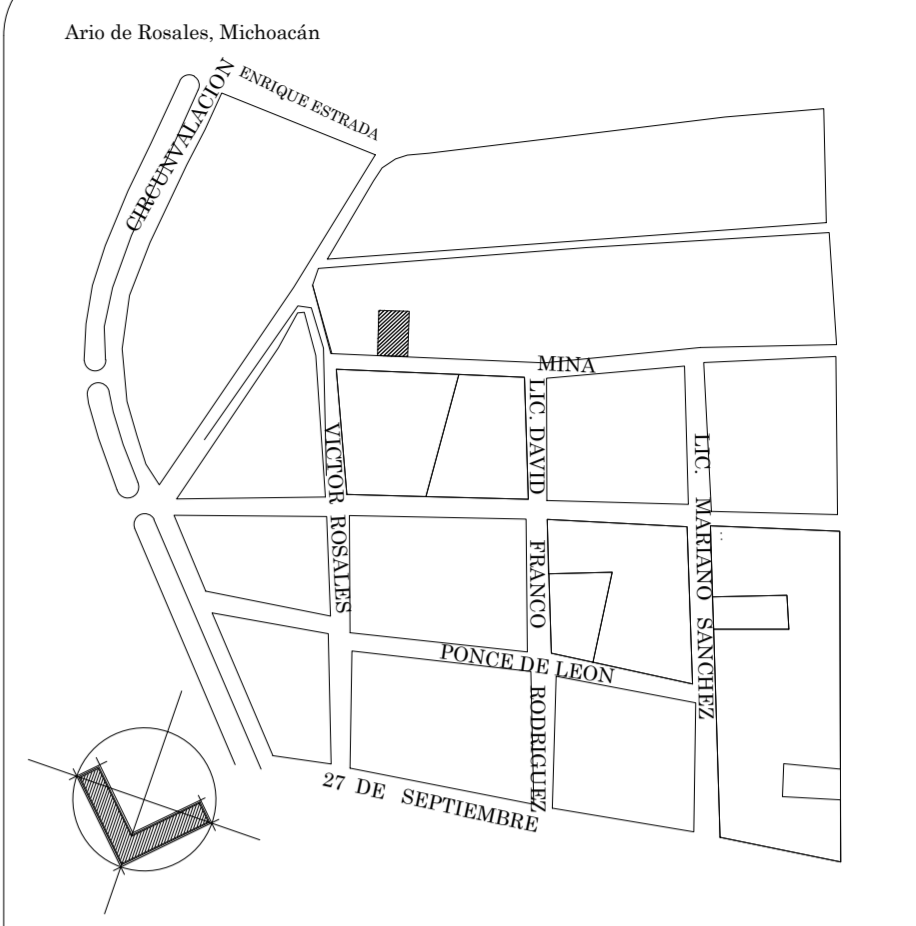 Ario de Rosales, Michoacán
ENRIQUE ESTRADA
CIRCUNVALACION
MINA
LIC. DAVID FRANCO RODRIGUEZ
VICTOR ROSALES
LIC. MARIANO SANCHEZ
PONCE DE LEON
27 DE SEPTIEMBRE